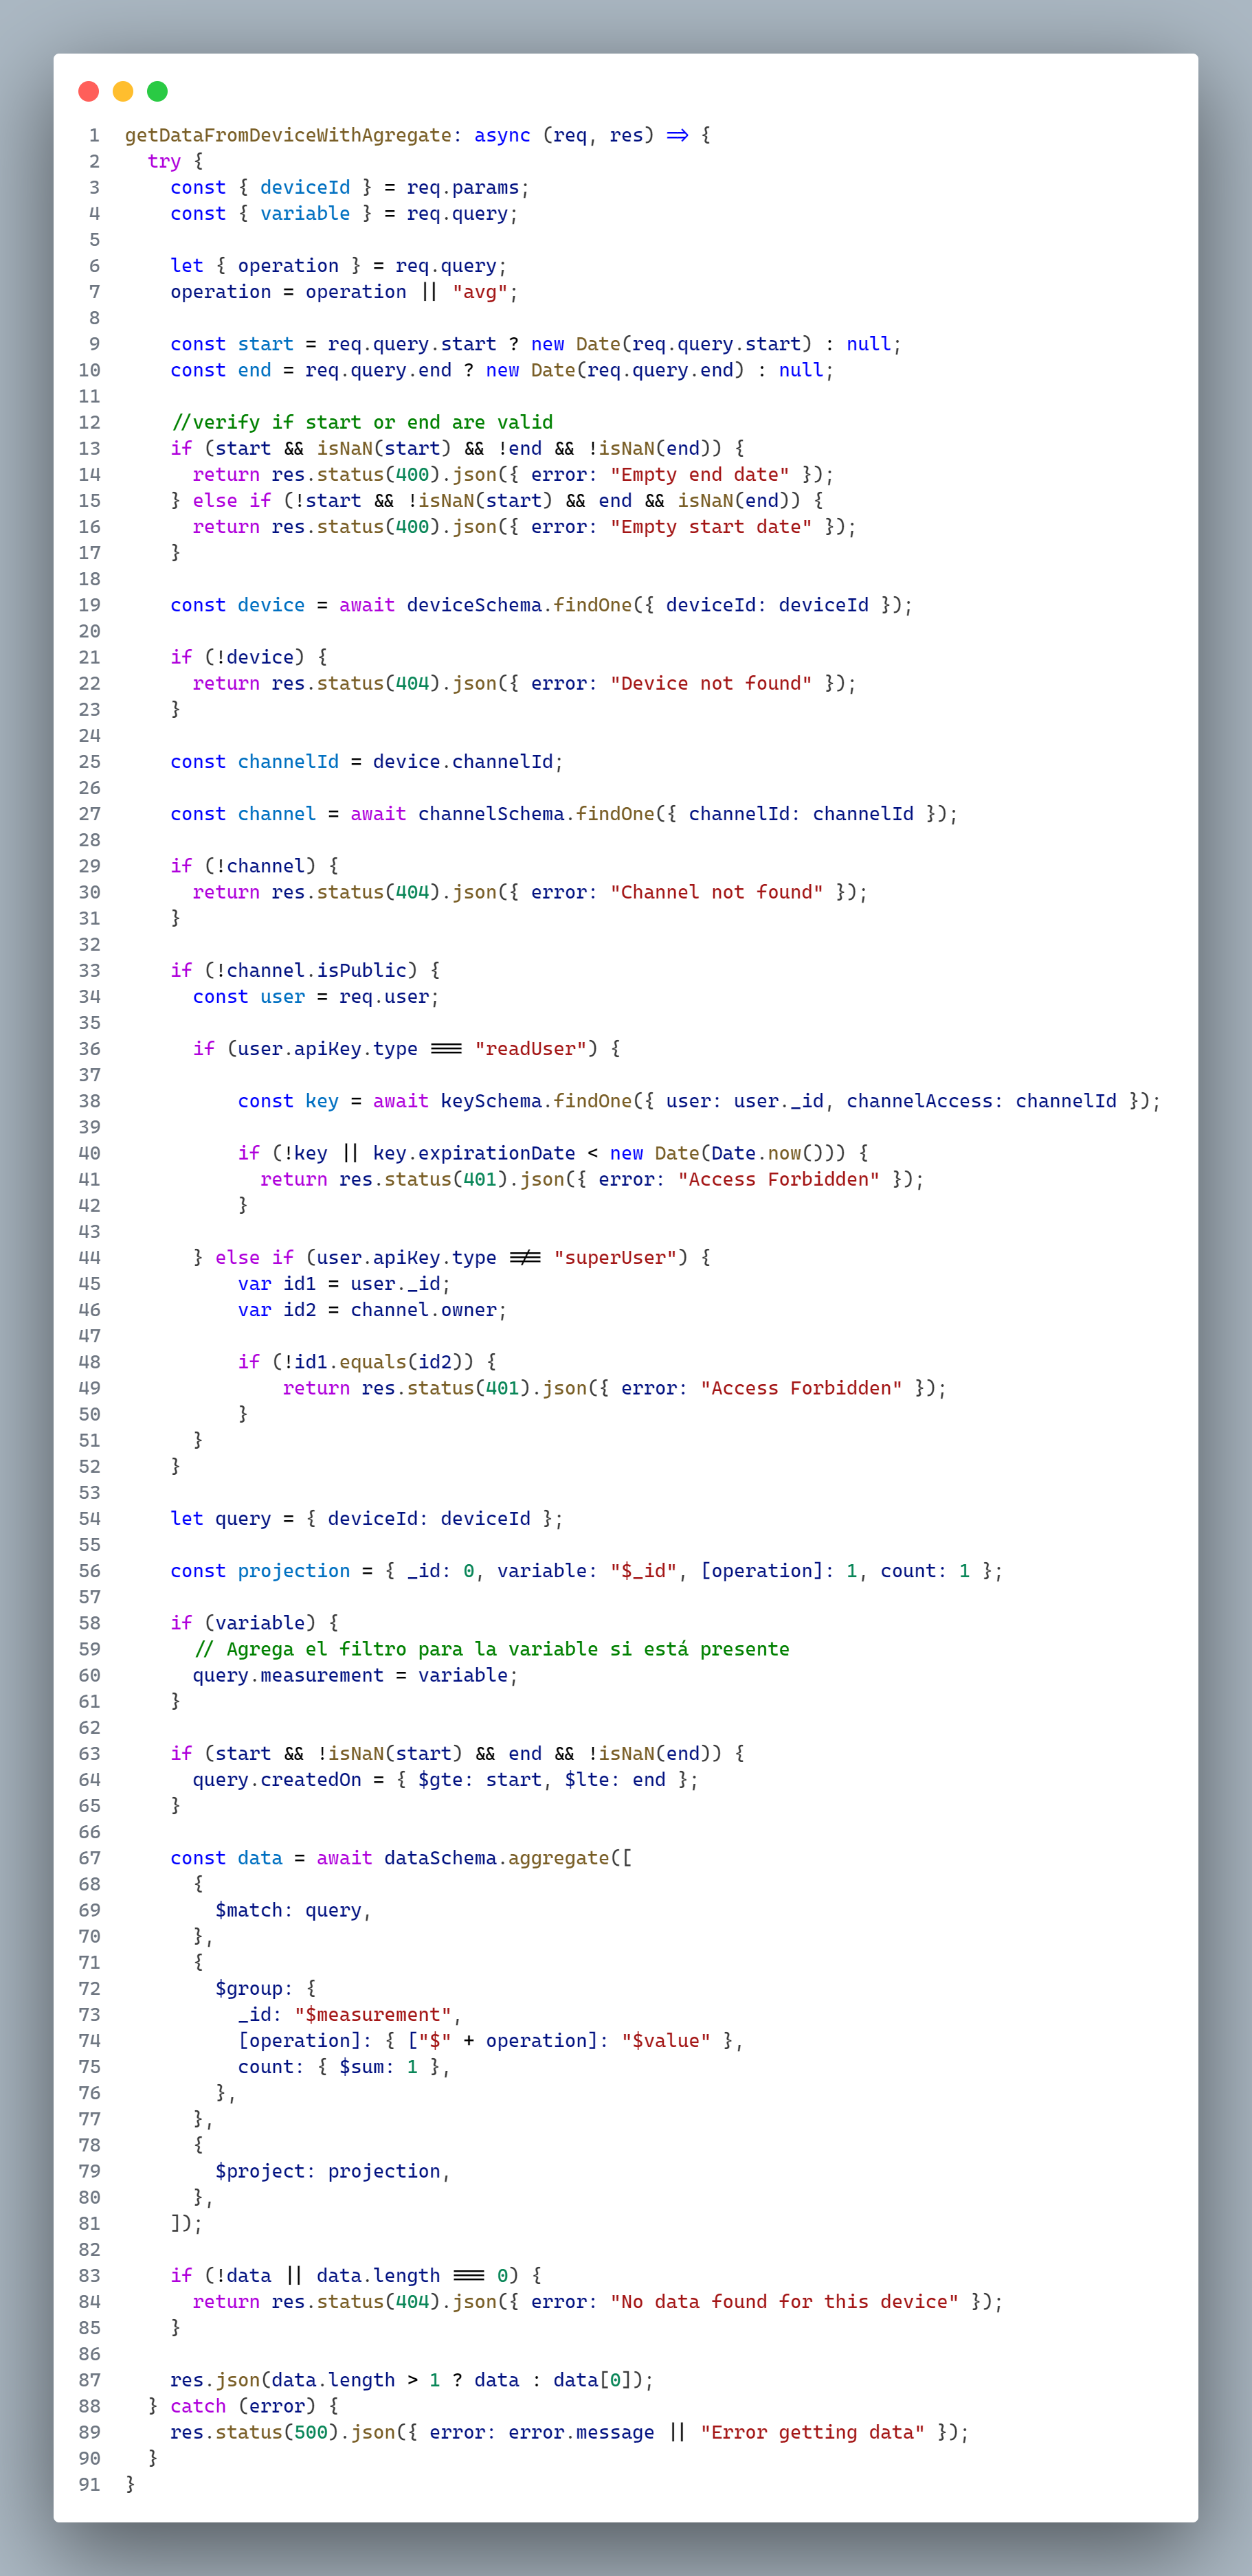 1 getDataFromDeviceWithAgregate: async (req, res) => {
2   try {
3     const { deviceId } = req.params;
4     const { variable } = req.query;
5
6     let { operation } = req.query;
7     operation = operation || "avg";
8
9     const start = req.query.start ? new Date(req.query.start) : null;
10     const end = req.query.end ? new Date(req.query.end) : null;
11
12     //verify if start or end are valid
13     if (start && isNaN(start) && !end && !isNaN(end)) {
14       return res.status(400).json({ error: "Empty end date" });
15     } else if (!start && !isNaN(start) && end && isNaN(end)) {
16       return res.status(400).json({ error: "Empty start date" });
17     }
18
19     const device = await deviceSchema.findOne({ deviceId: deviceId });
20
21     if (!device) {
22       return res.status(404).json({ error: "Device not found" });
23     }
24
25     const channelId = device.channelId;
26
27     const channel = await channelSchema.findOne({ channelId: channelId });
28
29     if (!channel) {
30       return res.status(404).json({ error: "Channel not found" });
31     }
32
33     if (!channel.isPublic) {
34       const user = req.user;
35
36       if (user.apiKey.type === "readUser") {
37
38           const key = await keySchema.findOne({ user: user._id, channelAccess: channelId });
39
40           if (!key || key.expirationDate < new Date(Date.now())) {
41             return res.status(401).json({ error: "Access Forbidden" });
42           }
43
44       } else if (user.apiKey.type !== "superUser") {
45           var id1 = user._id;
46           var id2 = channel.owner;
47
48           if (!id1.equals(id2)) {
49               return res.status(401).json({ error: "Access Forbidden" });
50           }
51       }
52     }
53
54     let query = { deviceId: deviceId };
55
56     const projection = { _id: 0, variable: "$_id", [operation]: 1, count: 1 };
57
58     if (variable) {
59       // Agrega el filtro para la variable si está presente
60       query.measurement = variable;
61     }
62
63     if (start && !isNaN(start) && end && !isNaN(end)) {
64       query.createdOn = { $gte: start, $lte: end };
65     }
66
67     const data = await dataSchema.aggregate([
68       {
69         $match: query,
70       },
71       {
72         $group: {
73           _id: "$measurement",
74           [operation]: { ["$" + operation]: "$value" },
75           count: { $sum: 1 },
76         },
77       },
78       {
79         $project: projection,
80       },
81     ]);
82
83     if (!data || data.length === 0) {
84       return res.status(404).json({ error: "No data found for this device" });
85     }
86
87     res.json(data.length > 1 ? data : data[0]);
88   } catch (error) {
89     res.status(500).json({ error: error.message || "Error getting data" });
90   }
91 }